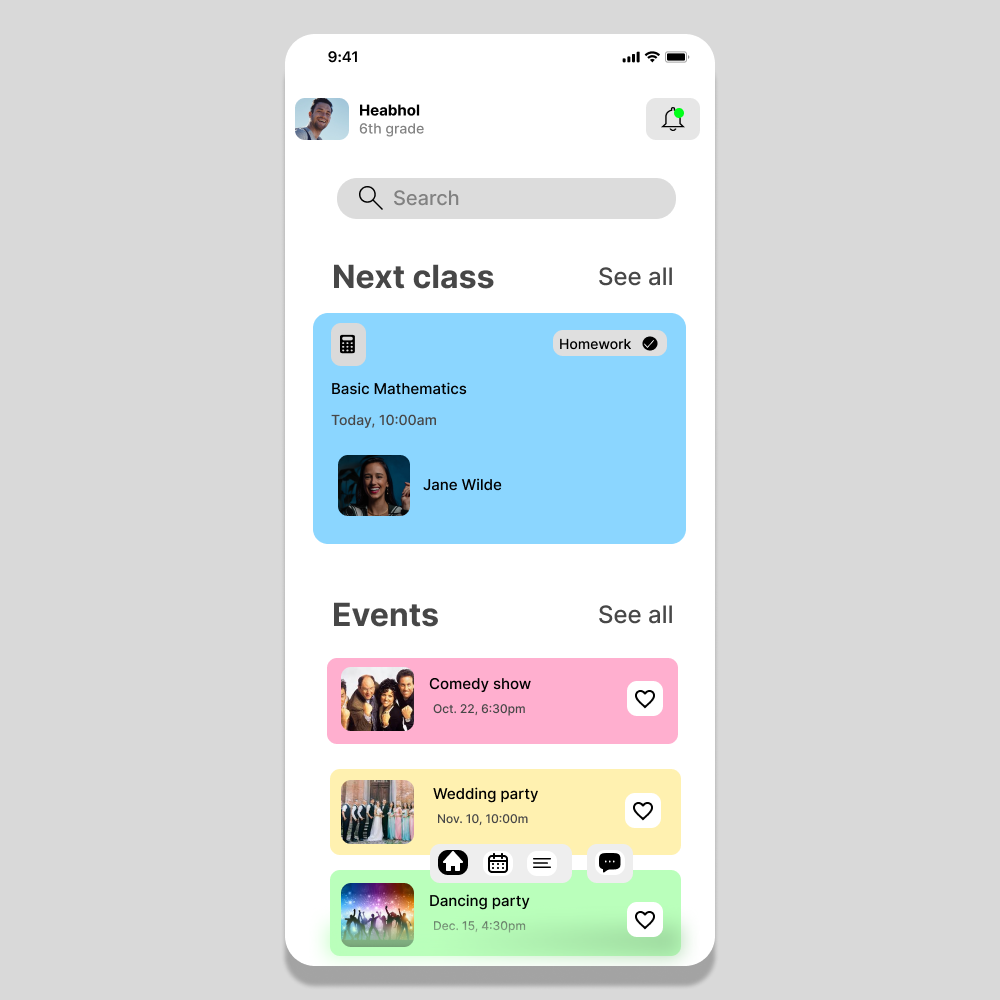 9:41
Heabhol
6th grade
Search
Next class
See all
Homework
Basic Mathematics
Today, 10:00am
Jane Wilde
Events
See all
Comedy show
Oct. 22, 6:30pm
Wedding party
Nov. 10, 10:00m
Dancing party
Dec. 15, 4:30pm